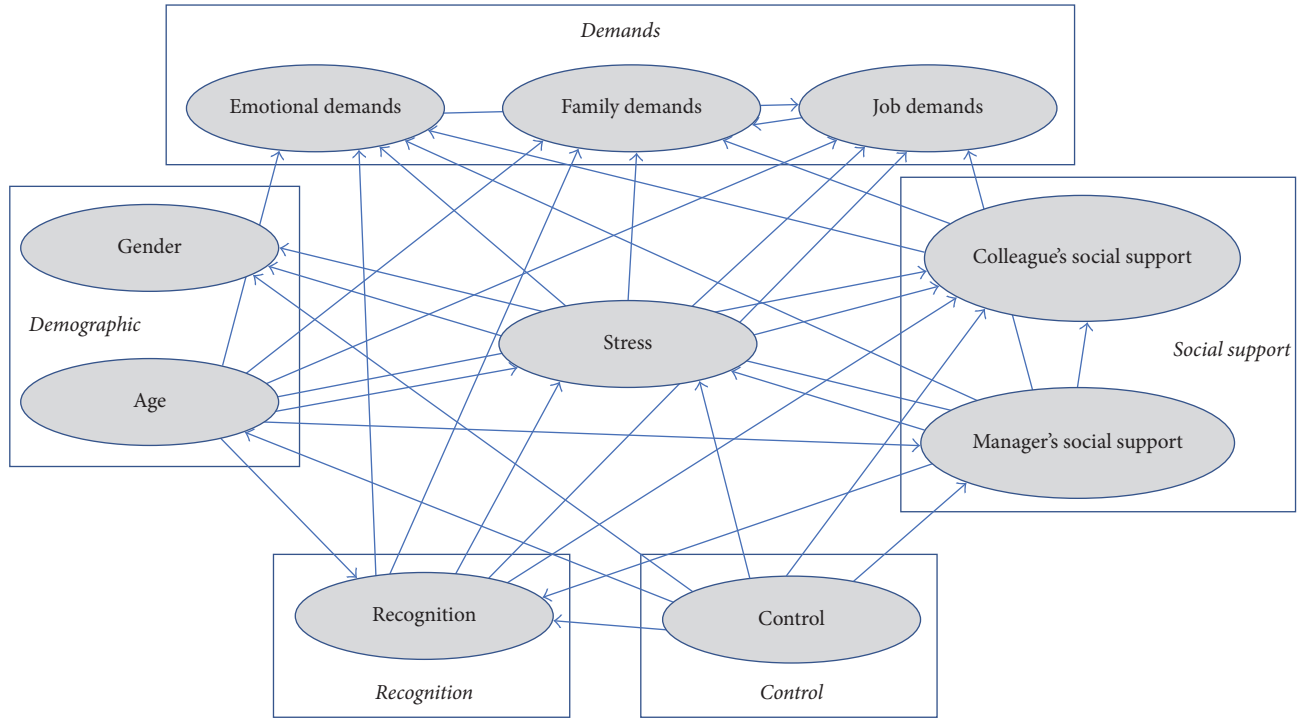 Demands
Emotional demands
Family demands
Job demands
Gender
Colleague's social support
Demographic
Stress
Social support
Age
Manager's social support
Recognition
Control
Recognition
Control